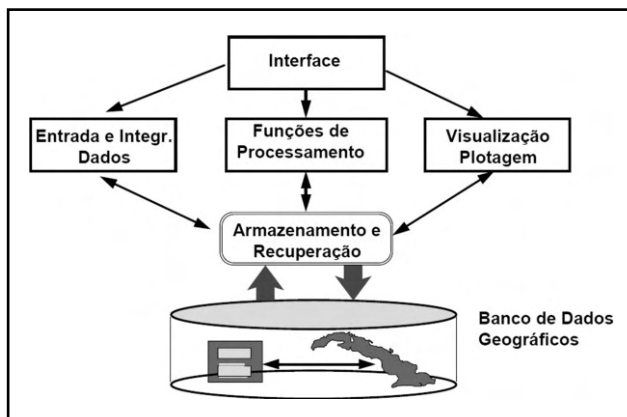 Interface
Entrada e Integr.
Dados
Funções de
Processamento
Visualização
Plotagem
Armazenamento e
Recuperação
Banco de Dados
Geográficos